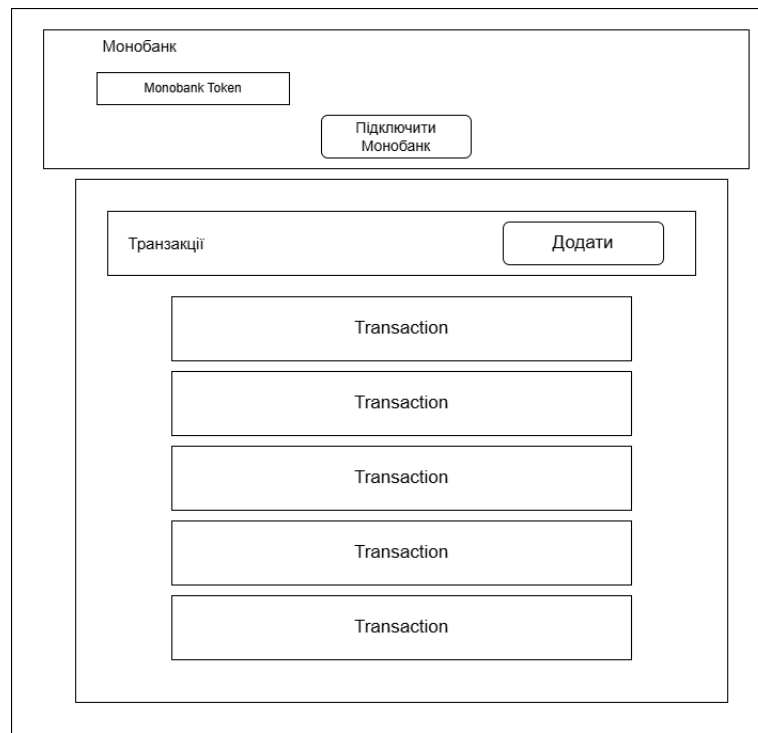 Монобанк
Monobank Token
Підключити
Монобанк
Транзакції
Додати
Transaction
Transaction
Transaction
Transaction
Transaction